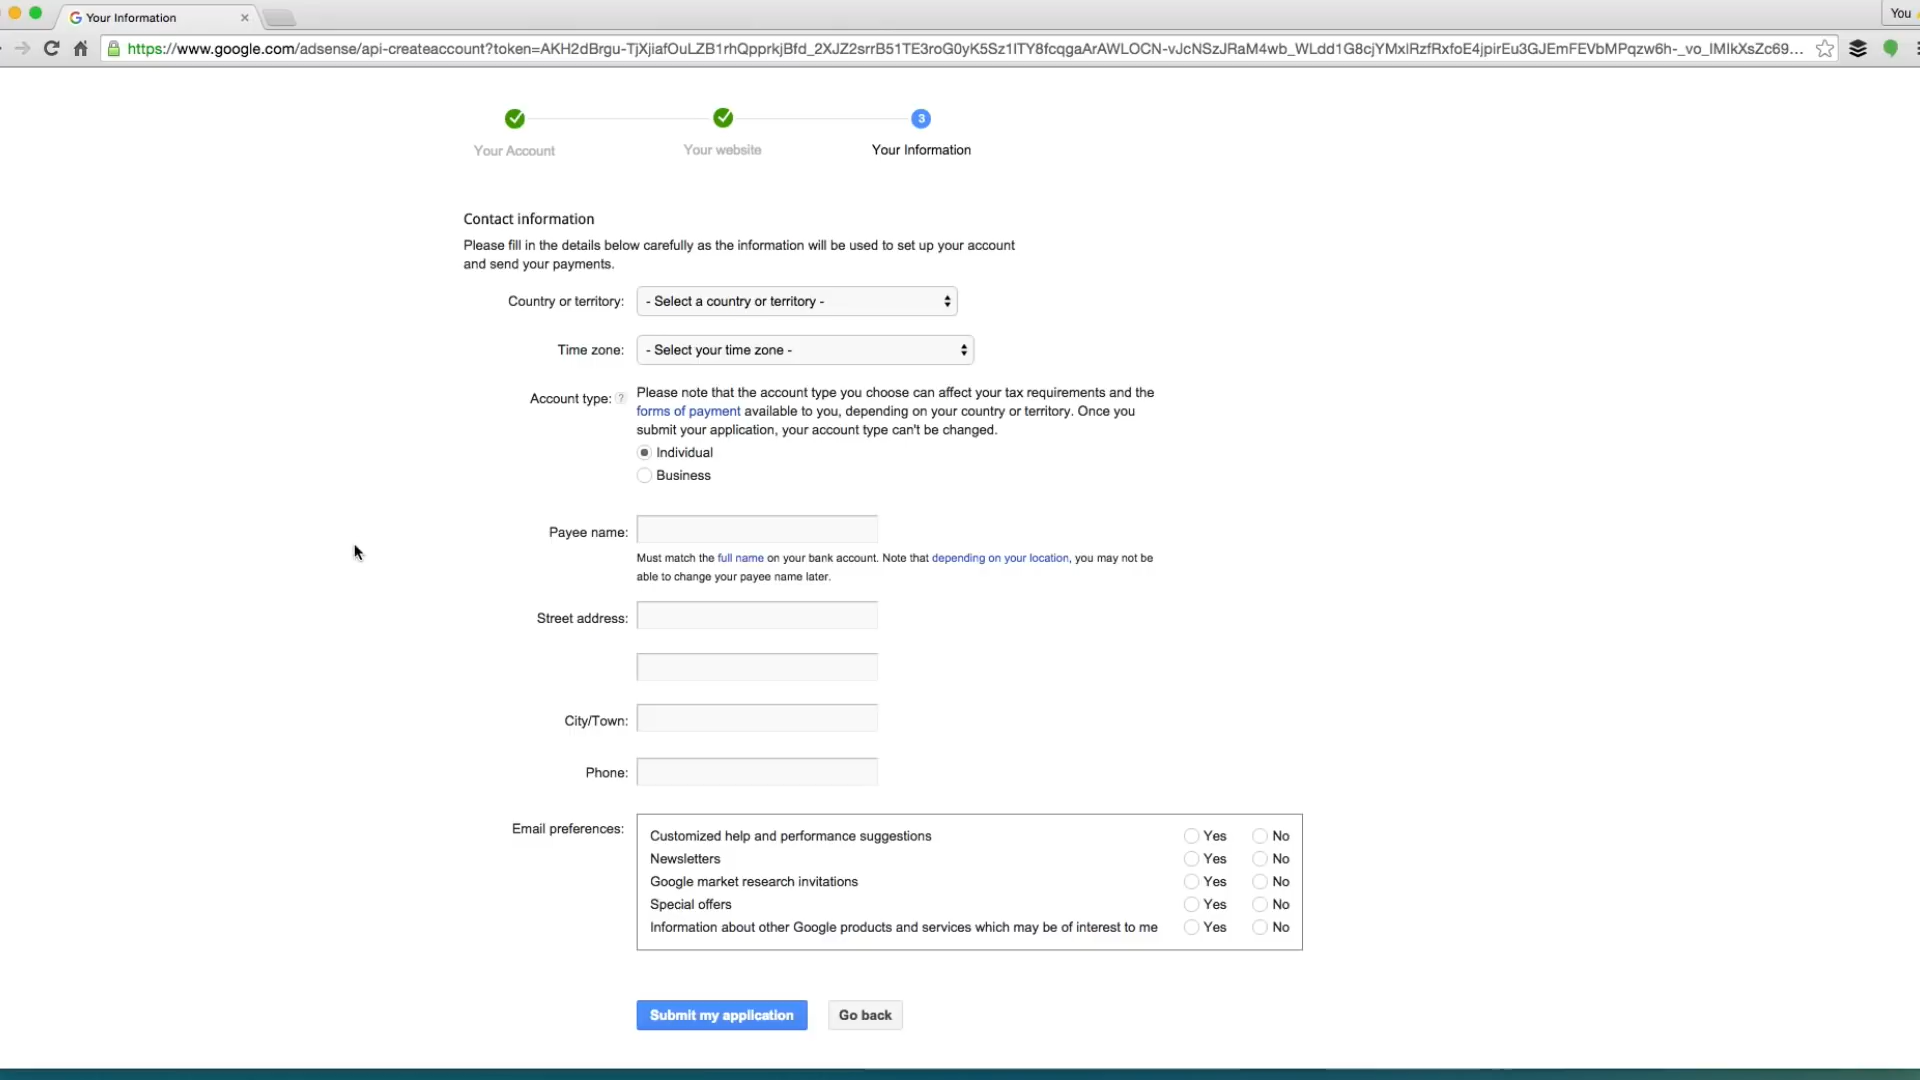 Your Information
You
https://www.google.com/adsense/api-createaccount?token=AKH2dBrgu-TjXjiafOuLZB1rhQpprkjBfd_2XJZ2srrB51TE3roG0yK5Sz1ITY8fcqgaArAWLOCN-vJcNSzJRaM4wb_WLdd1G8cjYMxlRzfRxfoE4jpirEu3GJEmFEVbMPqzw6h-_vo_IMIkXsZc69...
3
Your Account
Your website
Your Information
Contact information
Please fill in the details below carefully as the information will be used to set up your account
and send your payments.
Country or territory: - Select a country or territory -
Time zone: - Select your time zone -
Account type: ? Please note that the account type you choose can affect your tax requirements and the
forms of payment available to you, depending on your country or territory. Once you
submit your application, your account type can't be changed.
Individual
Business
Payee name:
Must match the full name on your bank account. Note that depending on your location, you may not be
able to change your payee name later.
Street address:
City/Town:
Phone:
Email preferences:
Customized help and performance suggestions Yes No
Newsletters Yes No
Google market research invitations Yes No
Special offers Yes No
Information about other Google products and services which may be of interest to me Yes No
Submit my application Go back